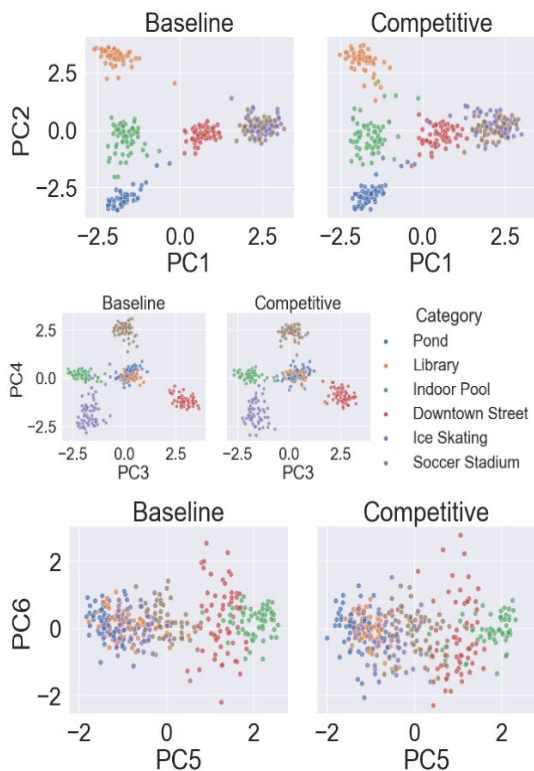 Baseline Competitive
PC2
2.5
0.0
−2.5
−2.5 0.0 2.5 −2.5 0.0 2.5
PC1 PC1
Baseline Competitive
PC4
2.5
0.0
−2.5
−2.5 0.0 2.5 −2.5 0.0 2.5
PC3 PC3
Category
Pond
Library
Indoor Pool
Downtown Street
Ice Skating
Soccer Stadium
Baseline Competitive
PC6
2
0
−2
−2 0 2 −2 0 2
PC5 PC5